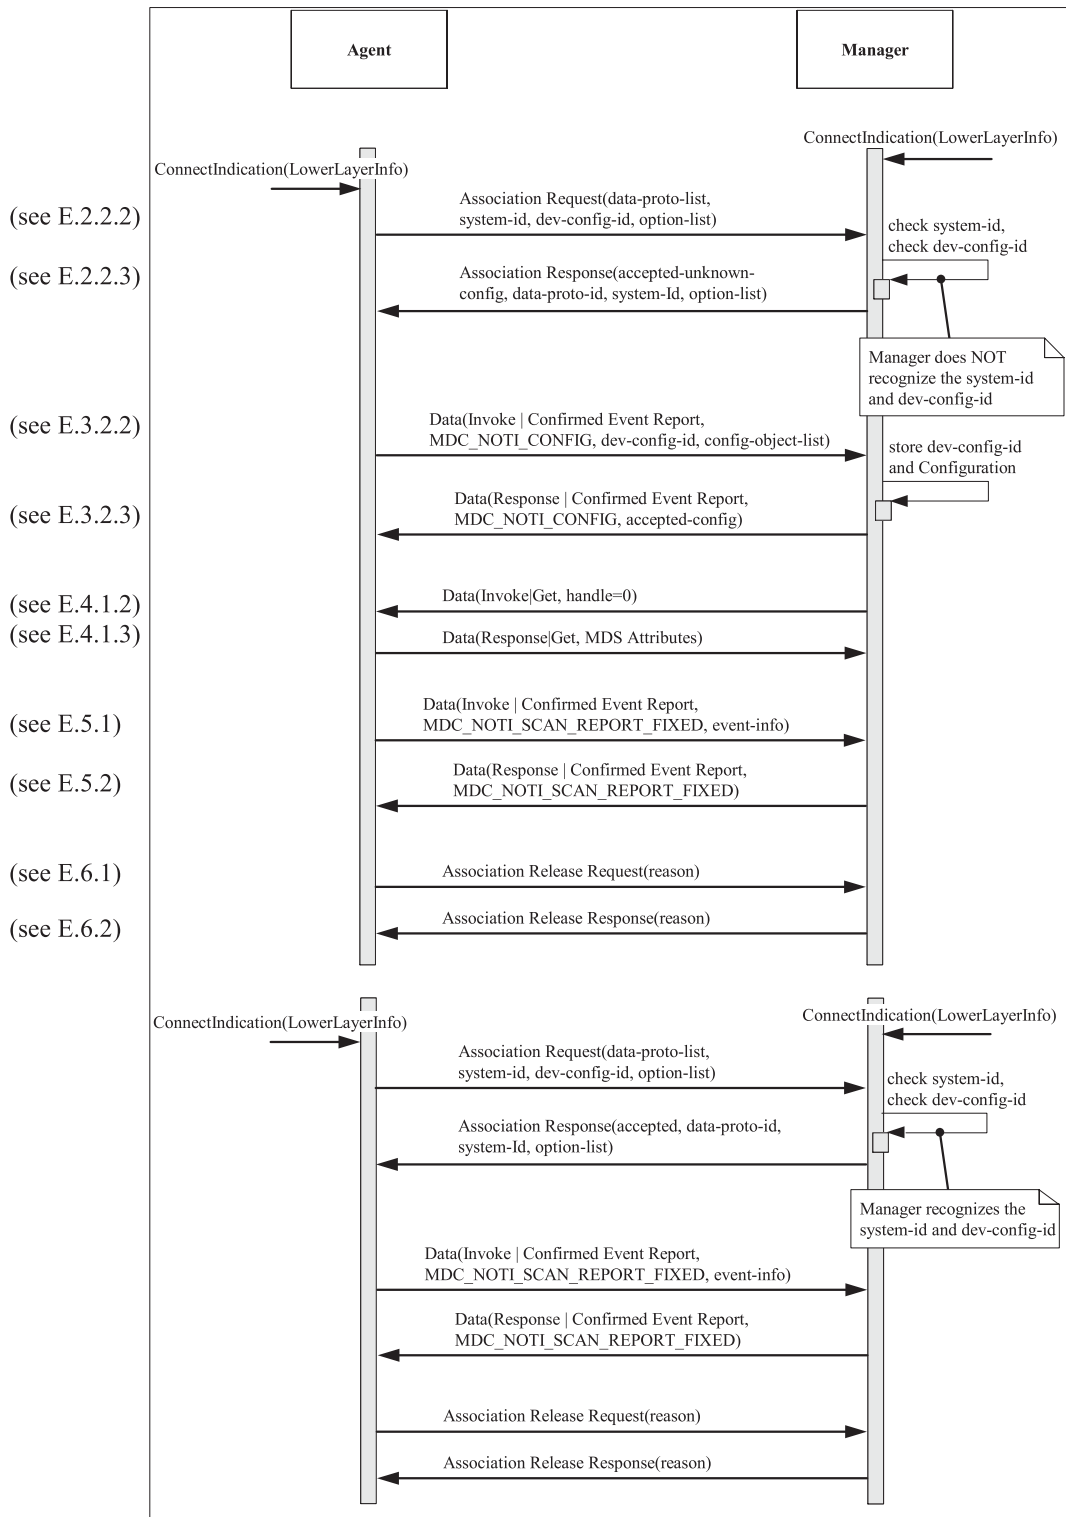 Agent
Manager
ConnectIndication(LowerLayerInfo)
ConnectIndication(LowerLayerInfo)
(see E.2.2.2)
Association Request(data-proto-list,
system-id, dev-config-id, option-list)
check system-id,
check dev-config-id
(see E.2.2.3)
Association Response(accepted-unknown-
config, data-proto-id, system-Id, option-list)
Manager does NOT
recognize the system-id
and dev-config-id
(see E.3.2.2)
Data(Invoke | Confirmed Event Report,
MDC_NOTI_CONFIG, dev-config-id, config-object-list)
store dev-config-id
and Configuration
(see E.3.2.3)
Data(Response | Confirmed Event Report,
MDC_NOTI_CONFIG, accepted-config)
(see E.4.1.2)
Data(Invoke|Get, handle=0)
(see E.4.1.3)
Data(Response|Get, MDS Attributes)
(see E.5.1)
Data(Invoke | Confirmed Event Report,
MDC_NOTI_SCAN_REPORT_FIXED, event-info)
(see E.5.2)
Data(Response | Confirmed Event Report,
MDC_NOTI_SCAN_REPORT_FIXED)
(see E.6.1)
Association Release Request(reason)
(see E.6.2)
Association Release Response(reason)
ConnectIndication(LowerLayerInfo)
ConnectIndication(LowerLayerInfo)
Association Request(data-proto-list,
system-id, dev-config-id, option-list)
check system-id,
check dev-config-id
Association Response(accepted, data-proto-id,
system-Id, option-list)
Manager recognizes the
system-id and dev-config-id
Data(Invoke | Confirmed Event Report,
MDC_NOTI_SCAN_REPORT_FIXED, event-info)
Data(Response | Confirmed Event Report,
MDC_NOTI_SCAN_REPORT_FIXED)
Association Release Request(reason)
Association Release Response(reason)